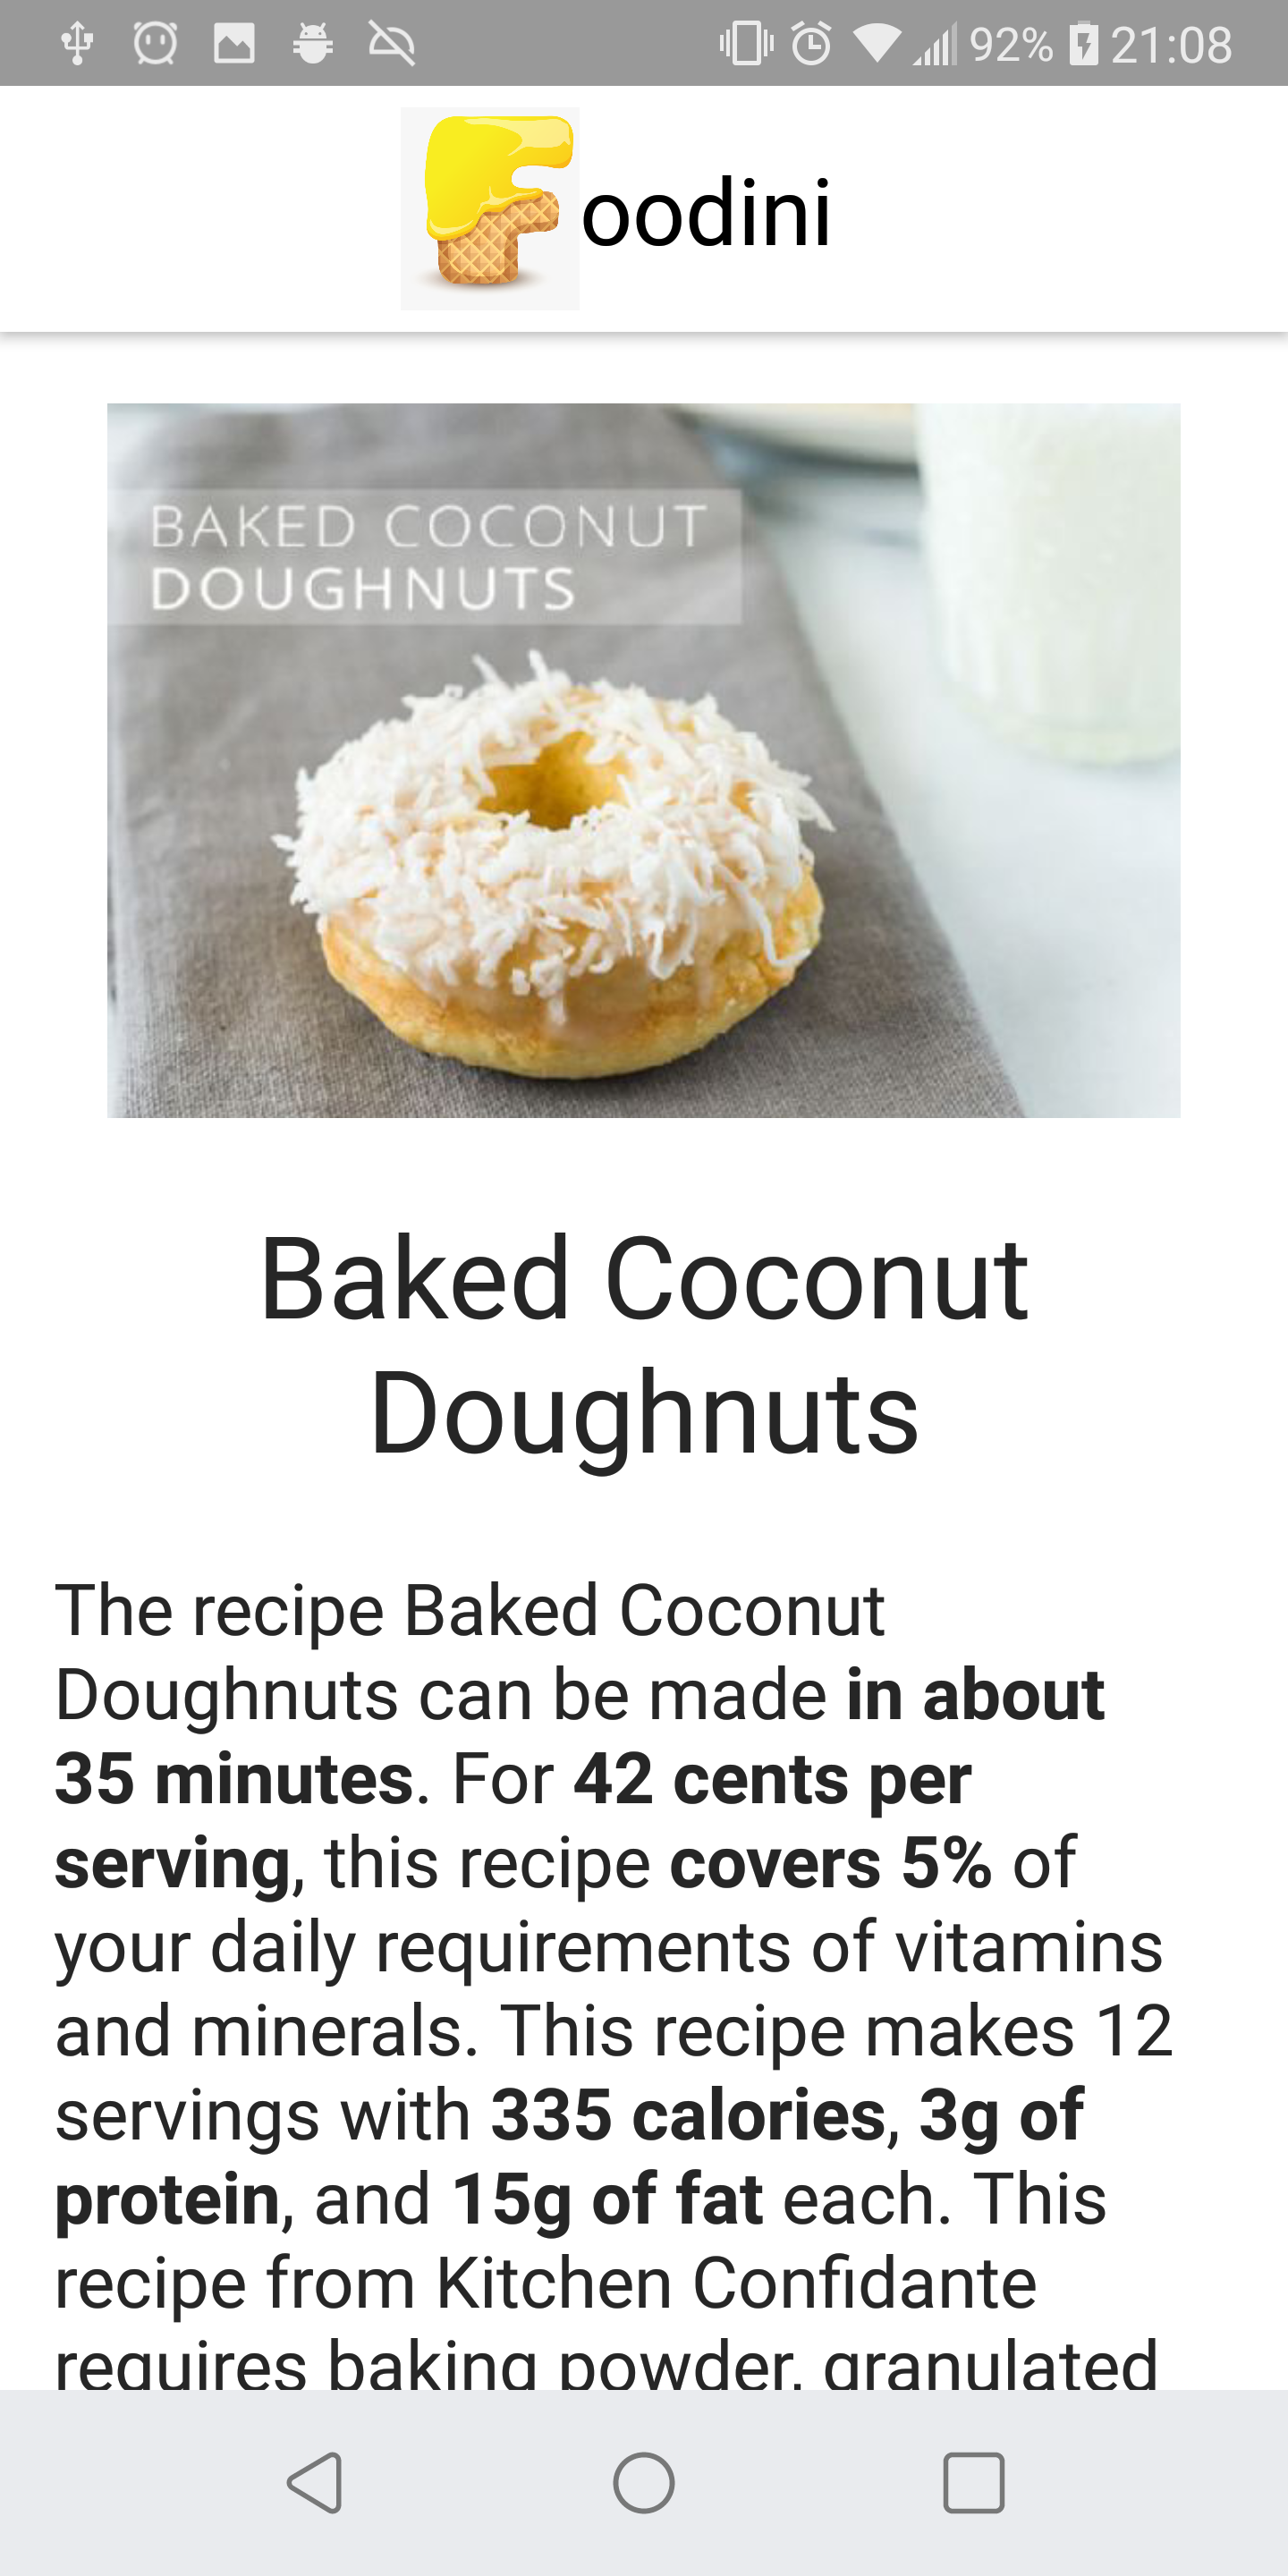 92% 21:08
Foodini
BAKED COCONUT
DOUGHNUTS
Baked Coconut
Doughnuts
The recipe Baked Coconut
Doughnuts can be made in about
35 minutes. For 42 cents per
serving, this recipe covers 5% of
your daily requirements of vitamins
and minerals. This recipe makes 12
servings with 335 calories, 3g of
protein, and 15g of fat each. This
recipe from Kitchen Confidante
requires baking powder, granulated